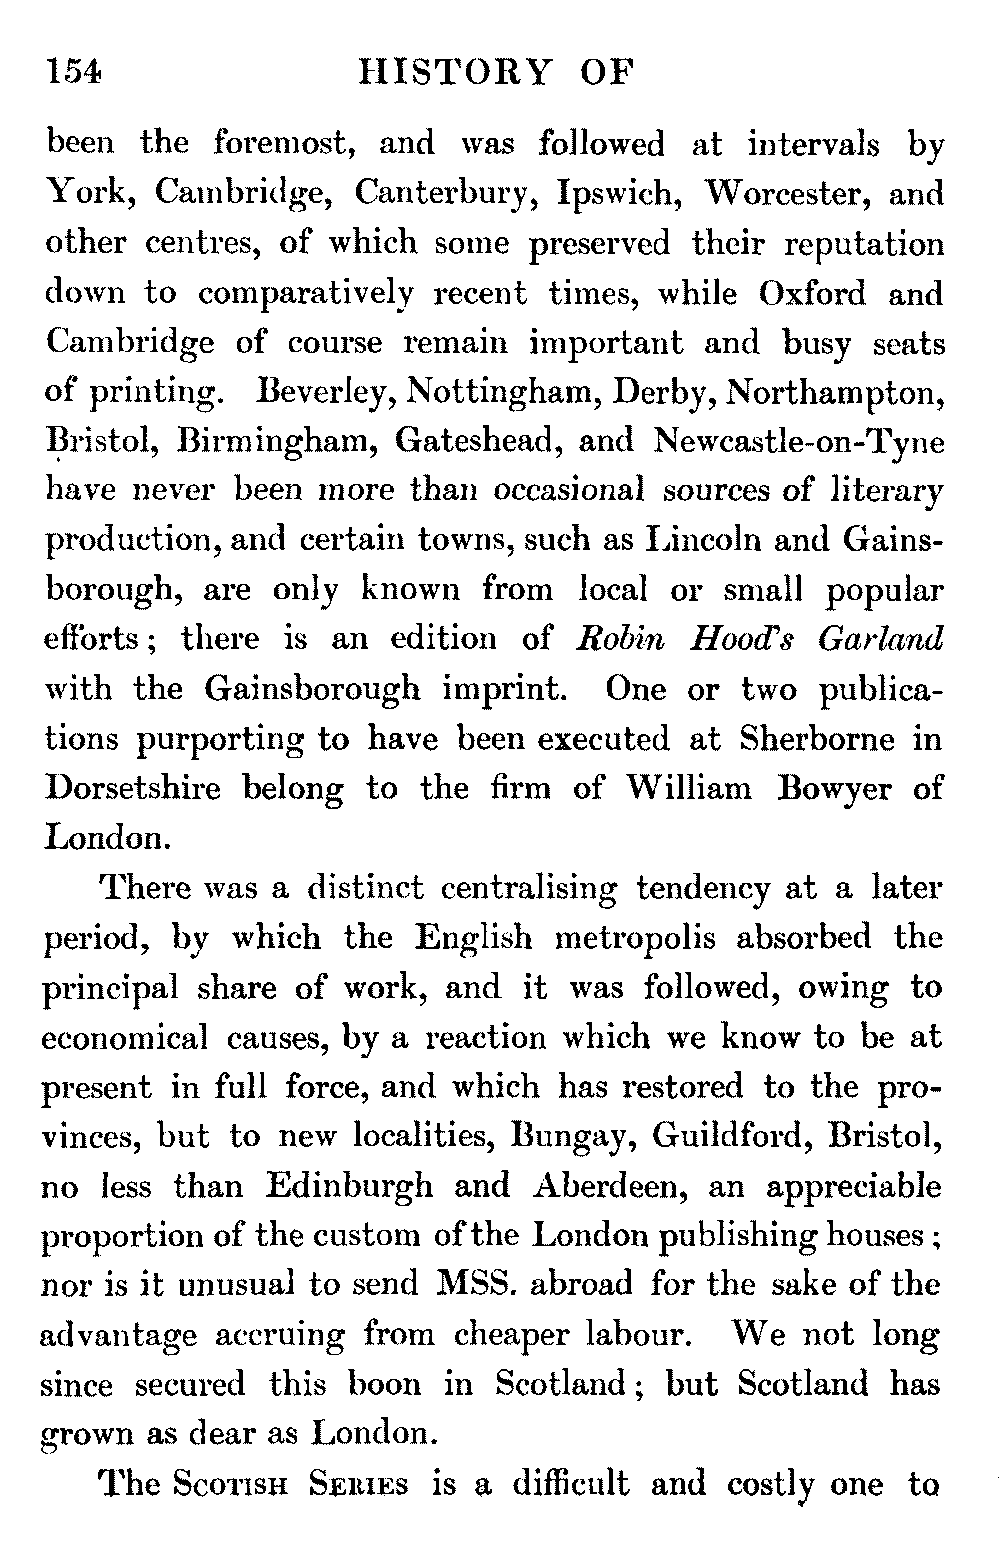 154 HISTORY OF
been the foremost, and was followed at intervals by
York, Cambridge, Canterbury, Ipswich, Worcester, and
other centres, of which some preserved their reputation
down to comparatively recent times, while Oxford and
Cambridge of course remain important and busy seats
of printing. Beverley, Nottingham, Derby, Northampton,
Bristol, Birmingham, Gateshead, and Newcastle-on-Tyne
have never been more than occasional sources of literary
production, and certain towns, such as Lincoln and Gains-
borough, are only known from local or small popular
efforts ; there is an edition of Robin Hood's Garland
with the Gainsborough imprint. One or two publica-
tions purporting to have been executed at Sherborne in
Dorsetshire belong to the firm of William Bowyer of
London.
There was a distinct centralising tendency at a later
period, by which the English metropolis absorbed the
principal share of work, and it was followed, owing to
economical causes, by a reaction which we know to be at
present in full force, and which has restored to the pro-
vinces, but to new localities, Bungay, Guildford, Bristol,
no less than Edinburgh and Aberdeen, an appreciable
proportion of the custom of the London publishing houses ;
nor is it unusual to send MSS. abroad for the sake of the
advantage accruing from cheaper labour. We not long
since secured this boon in Scotland ; but Scotland has
grown as dear as London.
The SCOTISH SERIES is a difficult and costly one to